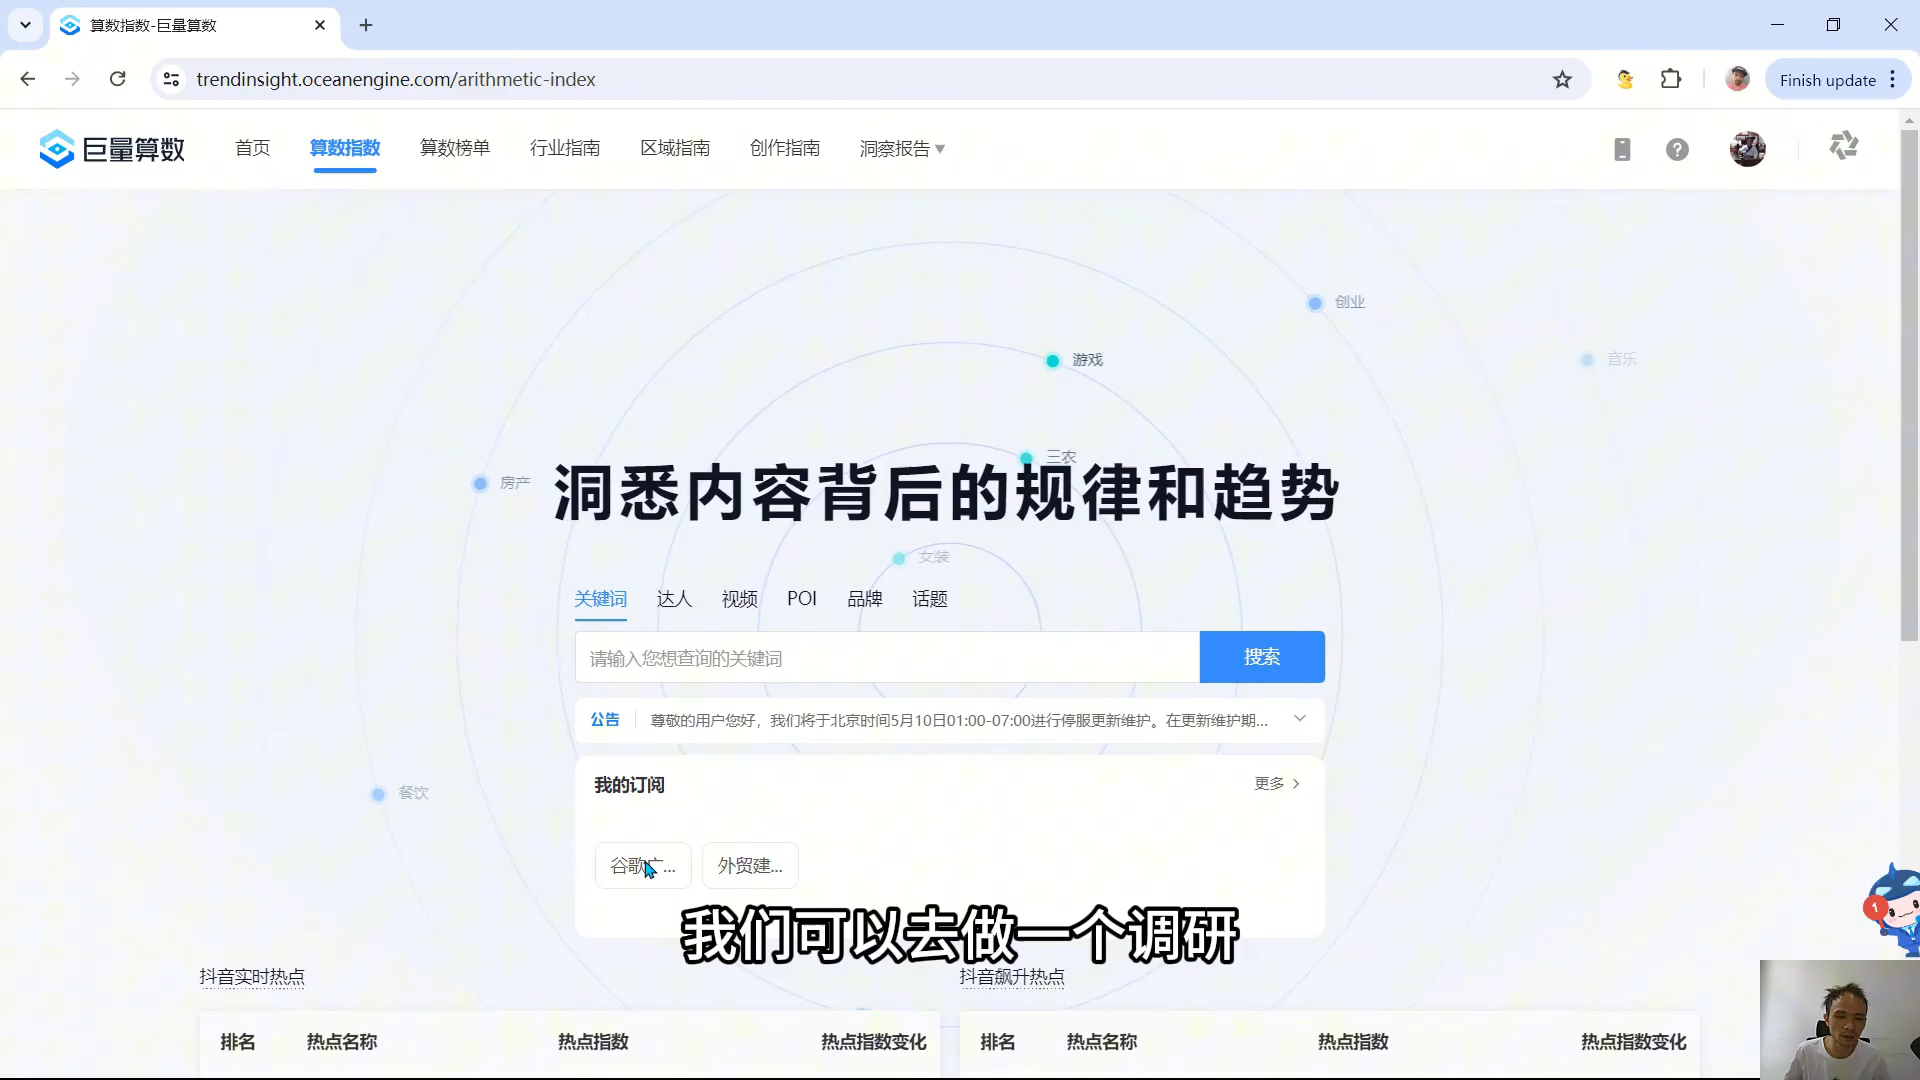 算数指数-巨量算数
trendinsight.oceanengine.com/arithmetic-index
Finish update
巨量算数
首页 算数指数 算数榜单 行业指南 区域指南 创作指南 洞察报告
创业
游戏
音乐
三农
房产
洞悉内容背后的规律和趋势
女装
关键词 达人 视频 POI 品牌 话题
请输入您想查询的关键词 搜索
公告 尊敬的用户您好，我们将于北京时间5月10日01:00-07:00进行停服更新维护。在更新维护期...
我的订阅 更多
餐饮
谷歌广... 外贸建...
1
我们可以去做一个调研
抖音实时热点 抖音飙升热点
排名 热点名称 热点指数 热点指数变化 排名 热点名称 热点指数 热点指数变化